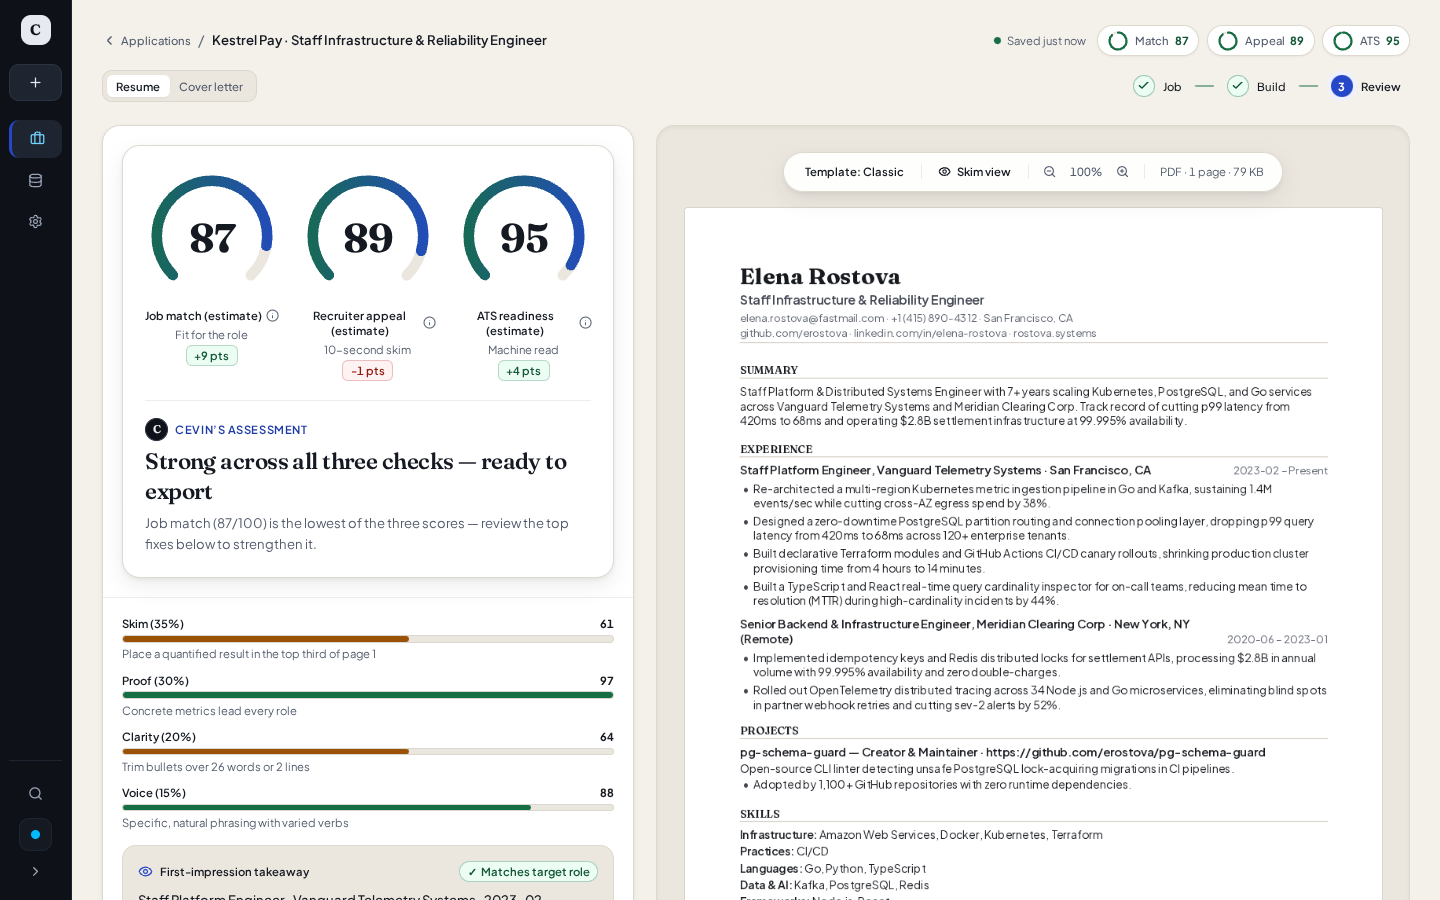 C
Applications / Kestrel Pay · Staff Infrastructure & Reliability Engineer
Saved just now
Match 87
Appeal 89
ATS 95
Resume
Cover letter
Job
Build
3 Review
87
89
95
Job match (estimate)
Fit for the role
+9 pts
Recruiter appeal
(estimate)
10-second skim
-1 pts
ATS readiness
(estimate)
Machine read
+4 pts
C CEVIN'S ASSESSMENT
Strong across all three checks — ready to
export
Job match (87/100) is the lowest of the three scores — review the top
fixes below to strengthen it.
Skim (35%) 61
Place a quantified result in the top third of page 1
Proof (30%) 97
Concrete metrics lead every role
Clarity (20%) 64
Trim bullets over 26 words or 2 lines
Voice (15%) 88
Specific, natural phrasing with varied verbs
First-impression takeaway
✓ Matches target role
Staff Platform Engineer · Vanguard Telemetry Systems · 2023-02
Template: Classic
Skim view
100%
PDF · 1 page · 79 KB
Elena Rostova
Staff Infrastructure & Reliability Engineer
elena.rostova@fastmail.com · +1 (415) 890-4312 · San Francisco, CA
github.com/erostova · linkedin.com/in/elena-rostova · rostova.systems
SUMMARY
Staff Platform & Distributed Systems Engineer with 7+ years scaling Kubernetes, PostgreSQL, and Go services
across Vanguard Telemetry Systems and Meridian Clearing Corp. Track record of cutting p99 latency from
420ms to 68ms and operating $2.8B settlement infrastructure at 99.995% availability.
EXPERIENCE
Staff Platform Engineer, Vanguard Telemetry Systems · San Francisco, CA 2023-02 – Present
• Re-architected a multi-region Kubernetes metric ingestion pipeline in Go and Kafka, sustaining 1.4M
events/sec while cutting cross-AZ egress spend by 38%.
• Designed a zero-downtime PostgreSQL partition routing and connection pooling layer, dropping p99 query
latency from 420ms to 68ms across 120+ enterprise tenants.
• Built declarative Terraform modules and GitHub Actions CI/CD canary rollouts, shrinking production cluster
provisioning time from 4 hours to 14 minutes.
• Built a TypeScript and React real-time query cardinality inspector for on-call teams, reducing mean time to
resolution (MTTR) during high-cardinality incidents by 44%.
Senior Backend & Infrastructure Engineer, Meridian Clearing Corp · New York, NY
(Remote) 2020-06 – 2023-01
• Implemented idempotency keys and Redis distributed locks for settlement APIs, processing $2.8B in annual
volume with 99.995% availability and zero double-charges.
• Rolled out OpenTelemetry distributed tracing across 34 Node.js and Go microservices, eliminating blind spots
in partner webhook retries and cutting sev-2 alerts by 52%.
PROJECTS
pg-schema-guard — Creator & Maintainer · https://github.com/erostova/pg-schema-guard
Open-source CLI linter detecting unsafe PostgreSQL lock-acquiring migrations in CI pipelines.
• Adopted by 1,100+ GitHub repositories with zero runtime dependencies.
SKILLS
Infrastructure: Amazon Web Services, Docker, Kubernetes, Terraform
Practices: CI/CD
Languages: Go, Python, TypeScript
Data & AI: Kafka, PostgreSQL, Redis
Frameworks: Node.js, React